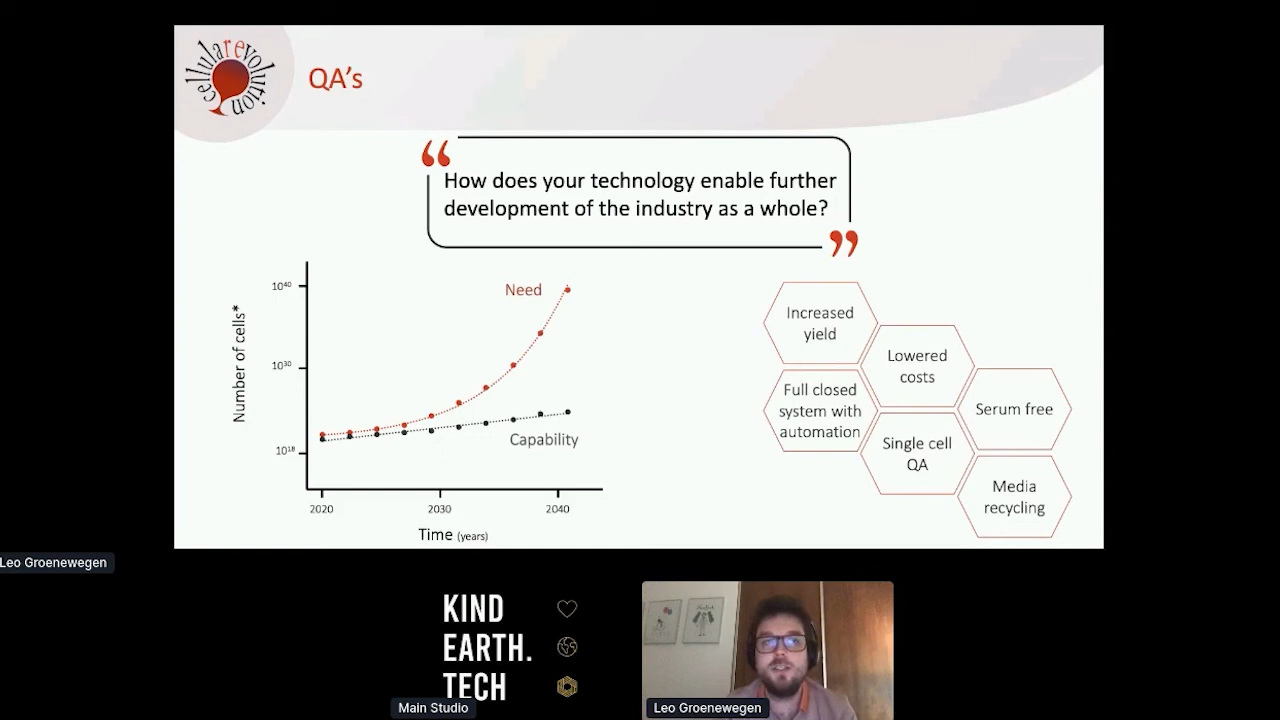 cellularevolution
QA's
“
How does your technology enable further
development of the industry as a whole?
”
Number of cells*
10⁴⁰
10³⁰
10¹⁸
Need
Capability
2020
2030
2040
Time (years)
Increased
yield
Lowered
costs
Full closed
system with
automation
Serum free
Single cell
QA
Media
recycling
Leo Groenewegen
KIND
EARTH.
TECH
Main Studio
Leo Groenewegen